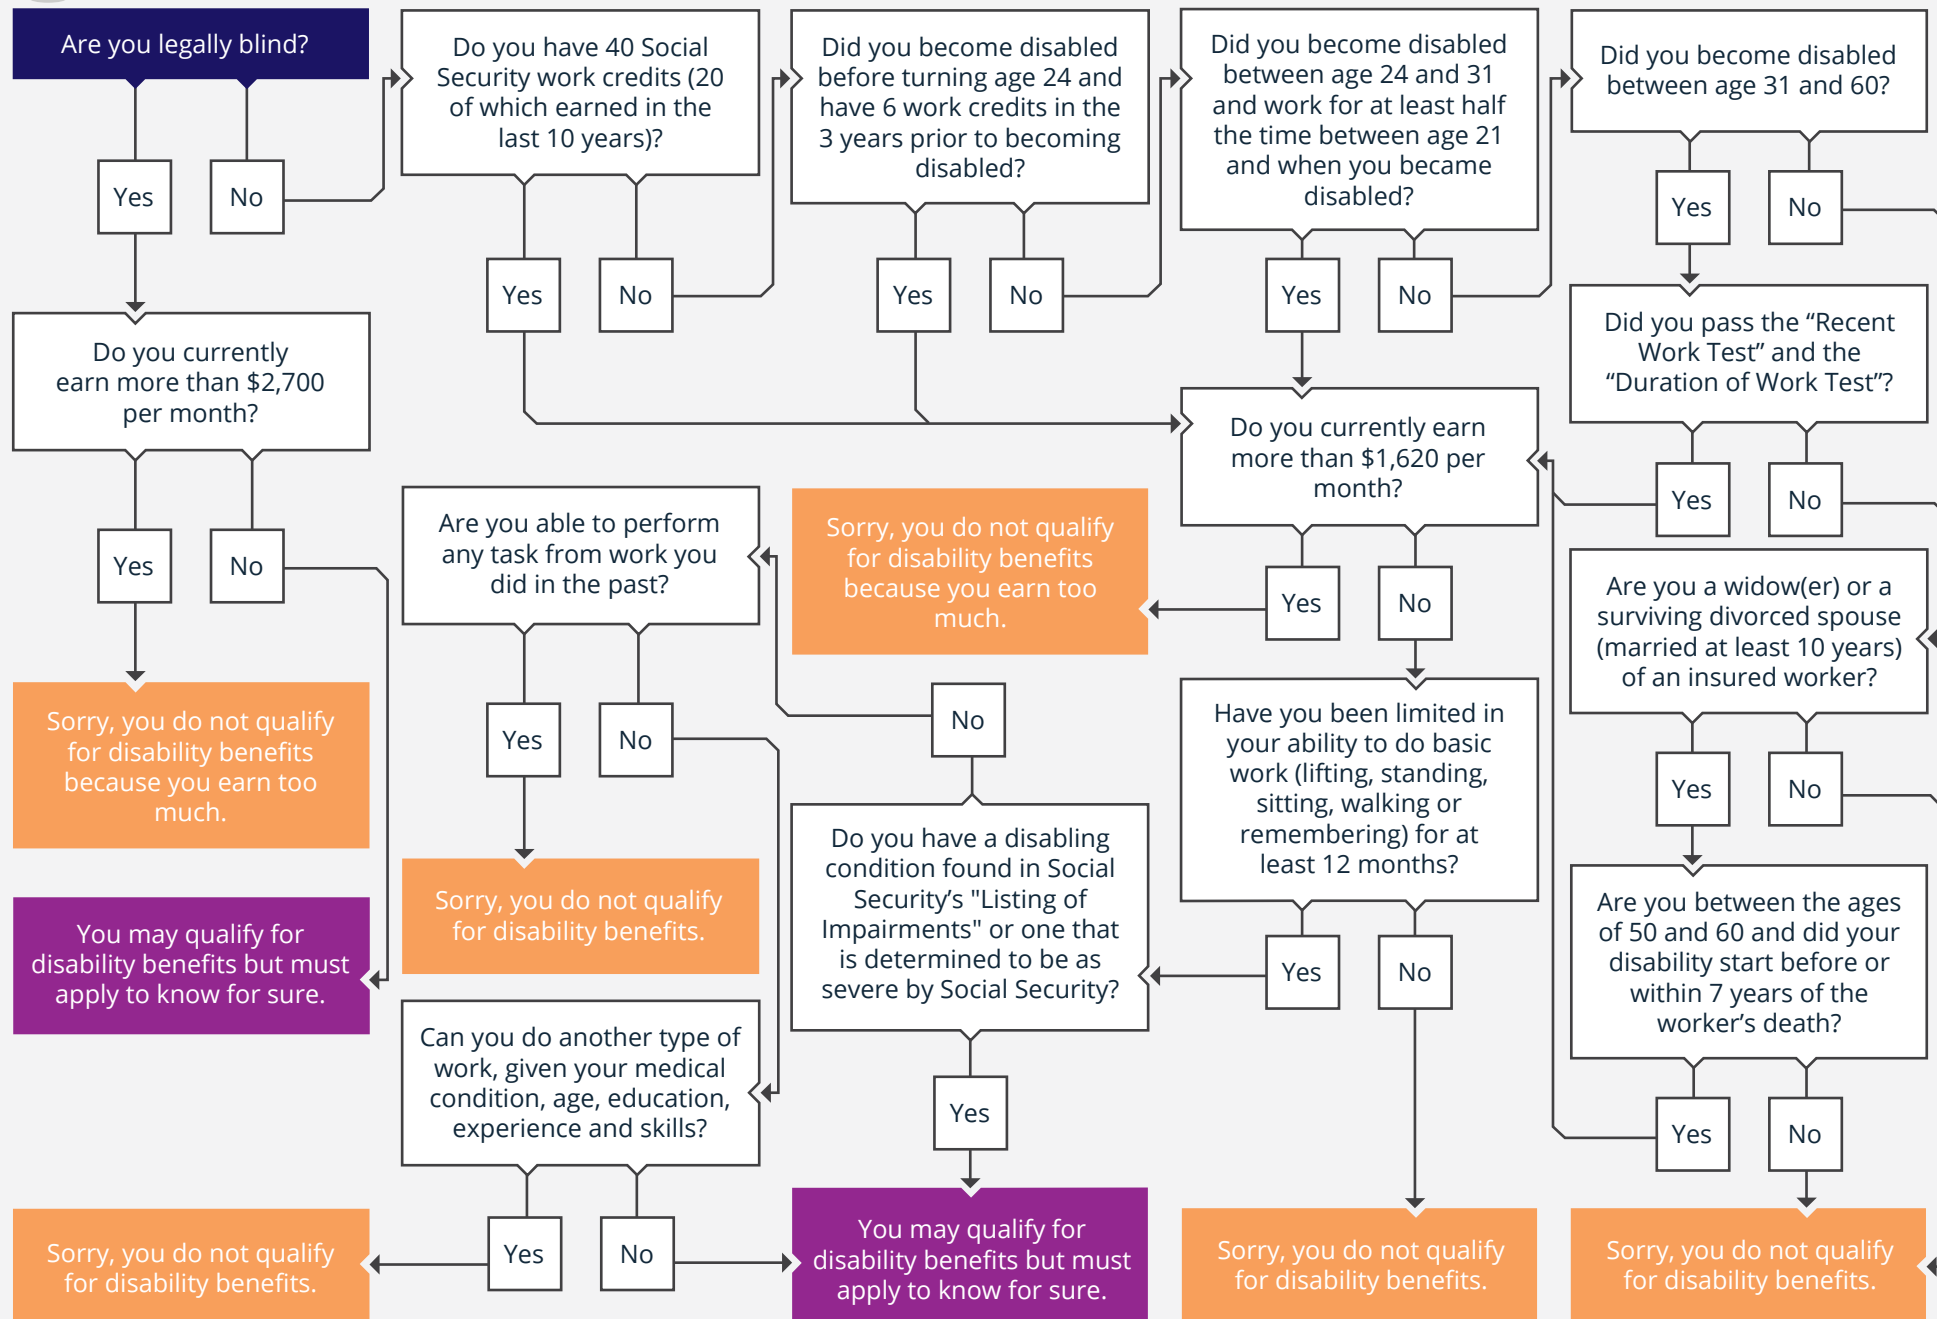 Are you legally blind?
Yes
No
Do you currently
earn more than $2,700
per month?
Yes
No
Sorry, you do not qualify
for disability benefits
because you earn too
much.
You may qualify for
disability benefits but must
apply to know for sure.
Do you have 40 Social
Security work credits (20
of which earned in the
last 10 years)?
Yes
No
Did you become disabled
before turning age 24 and
have 6 work credits in the
3 years prior to becoming
disabled?
Yes
No
Did you become disabled
between age 24 and 31
and work for at least half
the time between age 21
and when you became
disabled?
Yes
No
Did you become disabled
between age 31 and 60?
Yes
No
Did you pass the “Recent
Work Test” and the
“Duration of Work Test”?
Yes
No
Are you a widow(er) or a
surviving divorced spouse
(married at least 10 years)
of an insured worker?
Yes
No
Are you between the ages
of 50 and 60 and did your
disability start before or
within 7 years of the
worker’s death?
Yes
No
Sorry, you do not qualify
for disability benefits.
Do you currently earn
more than $1,620 per
month?
Yes
No
Sorry, you do not qualify
for disability benefits
because you earn too
much.
Have you been limited in
your ability to do basic
work (lifting, standing,
sitting, walking or
remembering) for at
least 12 months?
Yes
No
Sorry, you do not qualify
for disability benefits.
Do you have a disabling
condition found in Social
Security’s "Listing of
Impairments" or one that
is determined to be as
severe by Social Security?
No
Yes
You may qualify for
disability benefits but must
apply to know for sure.
Are you able to perform
any task from work you
did in the past?
Yes
No
Sorry, you do not qualify
for disability benefits.
Can you do another type of
work, given your medical
condition, age, education,
experience and skills?
Yes
No
Sorry, you do not qualify
for disability benefits.